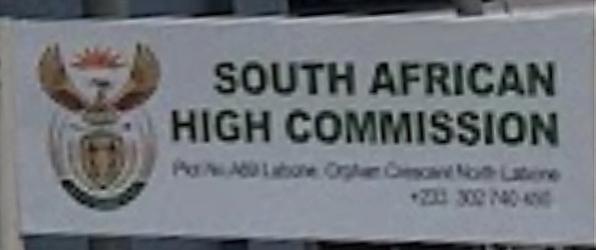 SOUTH AFRICAN
HIGH COMMISSION
Plot No A69 Labone, Orphan Crescent North Labone
+233 302 740 450